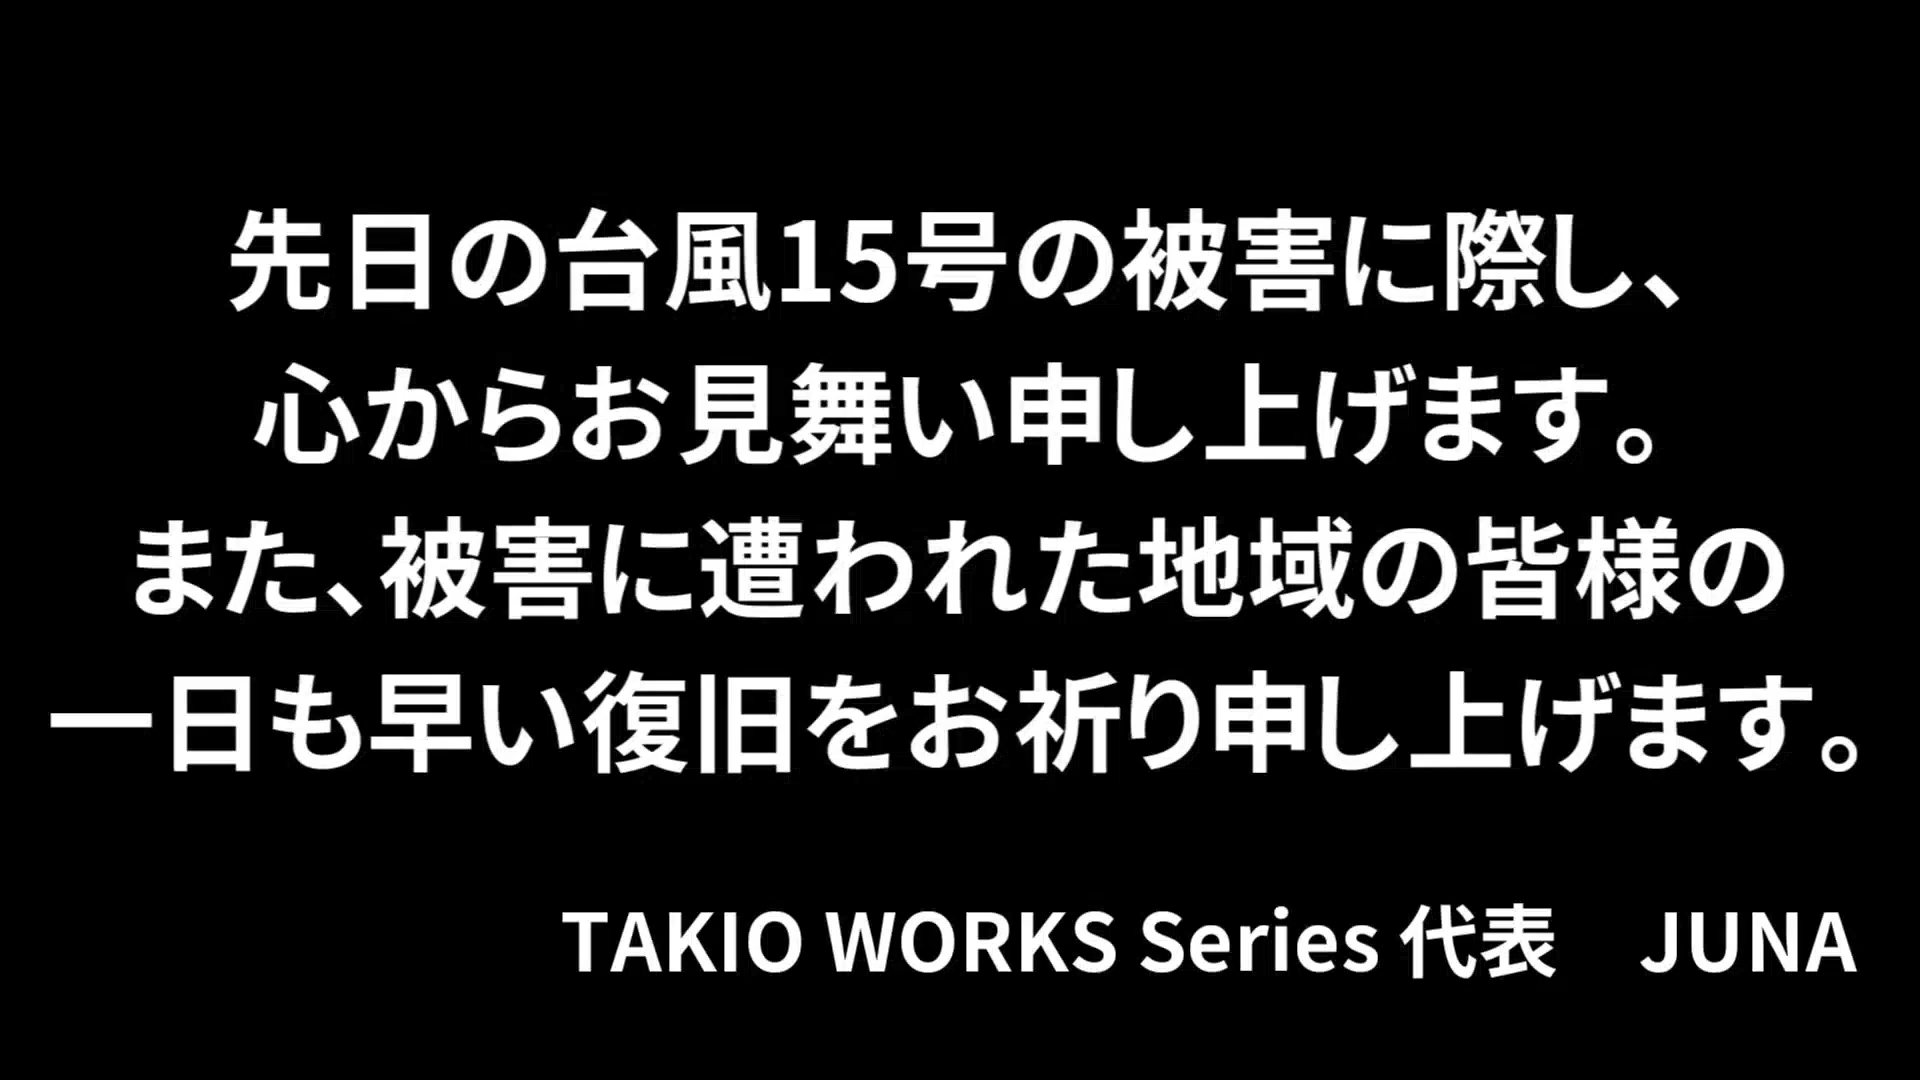 先日の台風15号の被害に際し、
心からお見舞い申し上げます。
また、被害に遭われた地域の皆様の
一日も早い復旧をお祈り申し上げます。
TAKIO WORKS Series 代表　JUNA